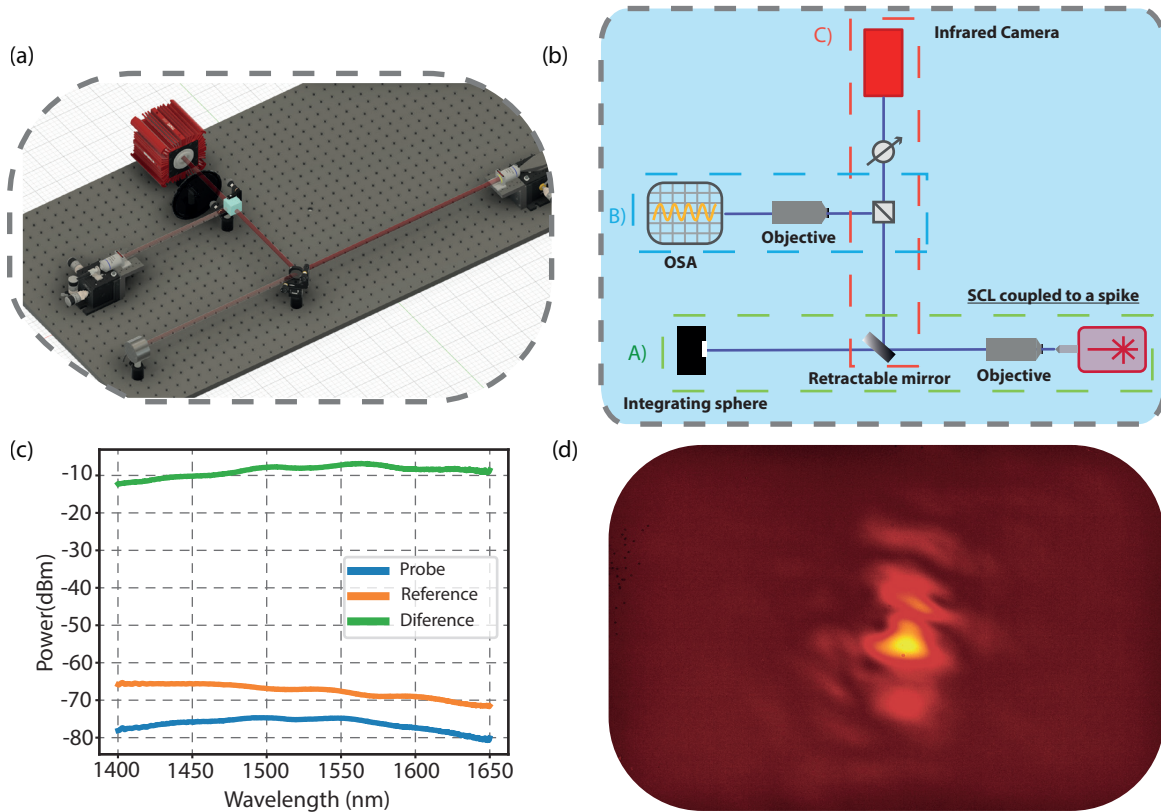 (a)
(b)
C)
Infrared Camera
B)
Objective
OSA
SCL coupled to a spike
A)
Retractable mirror
Objective
Integrating sphere
(c)
-10
-20
-30
-40
-50
-60
-70
-80
Power(dBm)
Probe
Reference
Diference
1400
1450
1500
1550
1600
1650
Wavelength (nm)
(d)